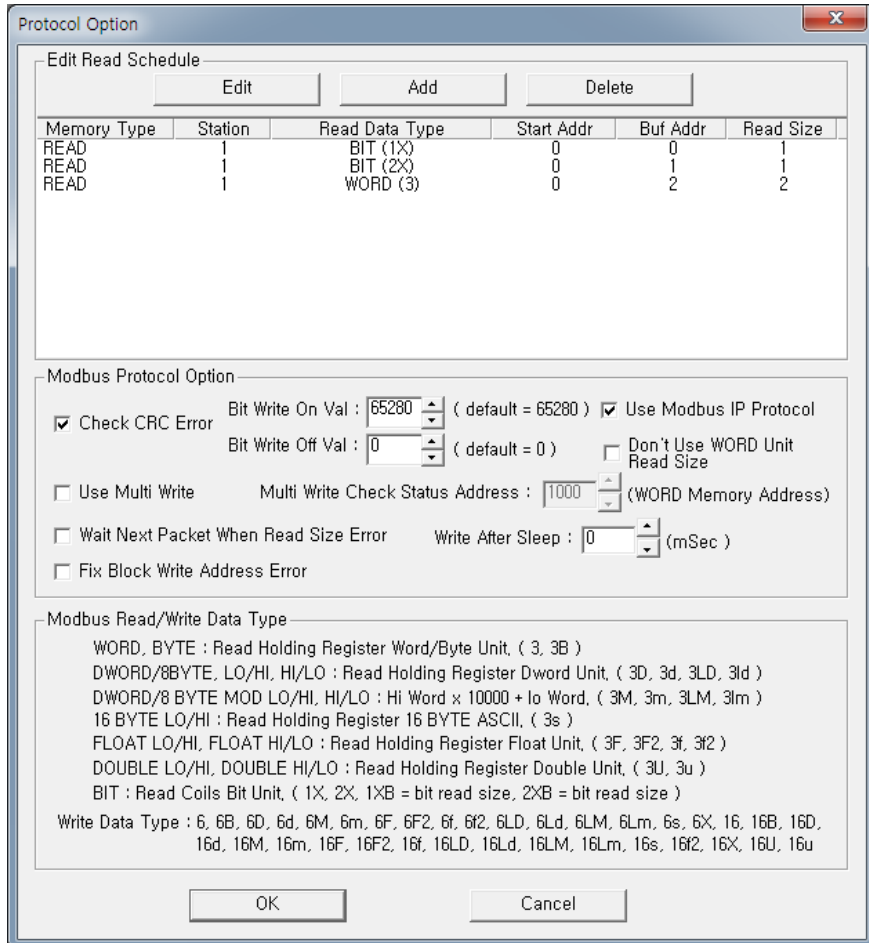 Protocol Option
Edit Read Schedule
Edit Add Delete
Memory Type Station Read Data Type Start Addr Buf Addr Read Size
READ 1 BIT (1X) 0 0 1
READ 1 BIT (2X) 0 1 1
READ 1 WORD (3) 0 2 2
Modbus Protocol Option
Check CRC Error Bit Write On Val : 65280 ( default = 65280 ) Use Modbus IP Protocol
Bit Write Off Val : 0 ( default = 0 ) Don't Use WORD Unit
Read Size
Use Multi Write Multi Write Check Status Address : 1000 (WORD Memory Address)
Wait Next Packet When Read Size Error Write After Sleep : 0 (mSec )
Fix Block Write Address Error
Modbus Read/Write Data Type
WORD, BYTE : Read Holding Register Word/Byte Unit, ( 3, 3B )
DWORD/8BYTE, LO/HI, HI/LO : Read Holding Register Dword Unit, ( 3D, 3d, 3LD, 3ld )
DWORD/8 BYTE MOD LO/HI, HI/LO : Hi Word x 10000 + lo Word, ( 3M, 3m, 3LM, 3lm )
16 BYTE LO/HI : Read Holding Register 16 BYTE ASCII, ( 3s )
FLOAT LO/HI, FLOAT HI/LO : Read Holding Register Float Unit, ( 3F, 3F2, 3f, 3f2 )
DOUBLE LO/HI, DOUBLE HI/LO : Read Holding Register Double Unit, ( 3U, 3u )
BIT : Read Coils Bit Unit, ( 1X, 2X, 1XB = bit read size, 2XB = bit read size )
Write Data Type : 6, 6B, 6D, 6d, 6M, 6m, 6F, 6F2, 6f, 6f2, 6LD, 6Ld, 6LM, 6Lm, 6s, 6X, 16, 16B, 16D,
16d, 16M, 16m, 16F, 16F2, 16f, 16LD, 16Ld, 16LM, 16Lm, 16s, 16f2, 16X, 16U, 16u
OK Cancel